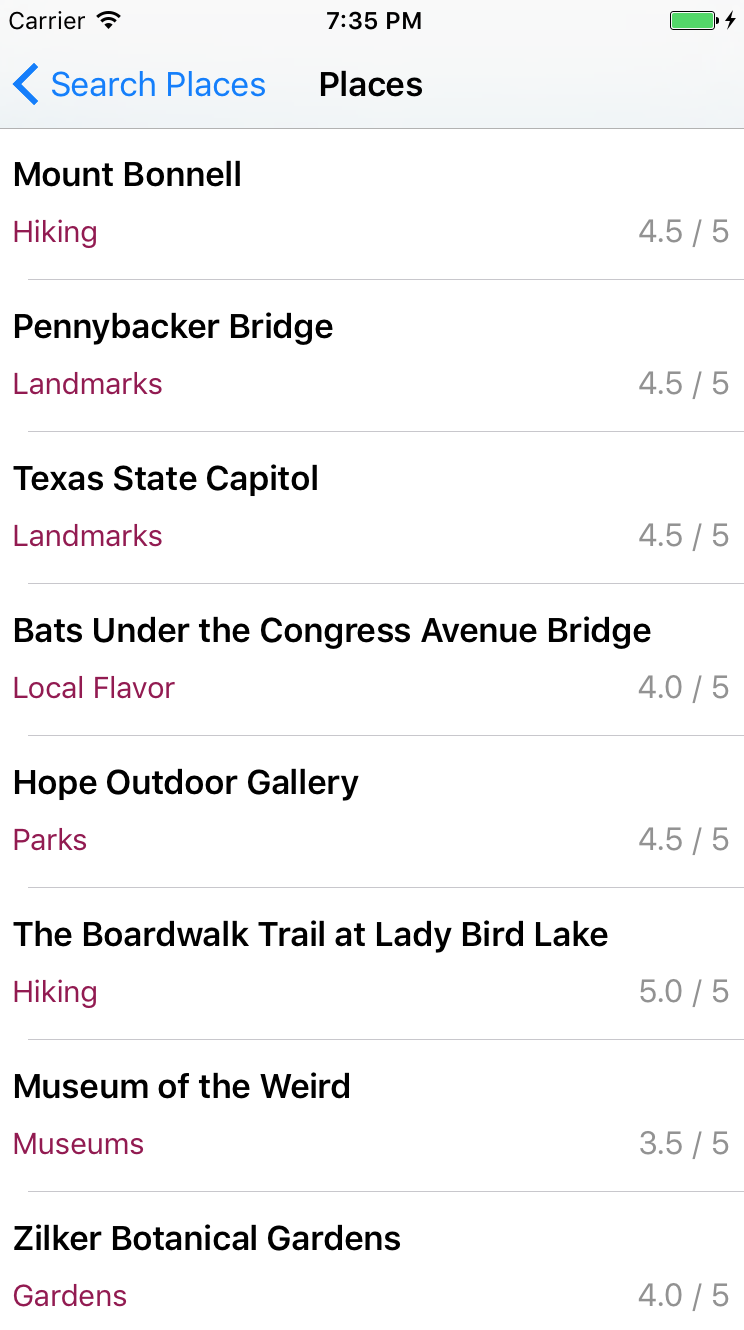 Carrier 7:35 PM
Search Places Places
Mount Bonnell
Hiking 4.5 / 5
Pennybacker Bridge
Landmarks 4.5 / 5
Texas State Capitol
Landmarks 4.5 / 5
Bats Under the Congress Avenue Bridge
Local Flavor 4.0 / 5
Hope Outdoor Gallery
Parks 4.5 / 5
The Boardwalk Trail at Lady Bird Lake
Hiking 5.0 / 5
Museum of the Weird
Museums 3.5 / 5
Zilker Botanical Gardens
Gardens 4.0 / 5